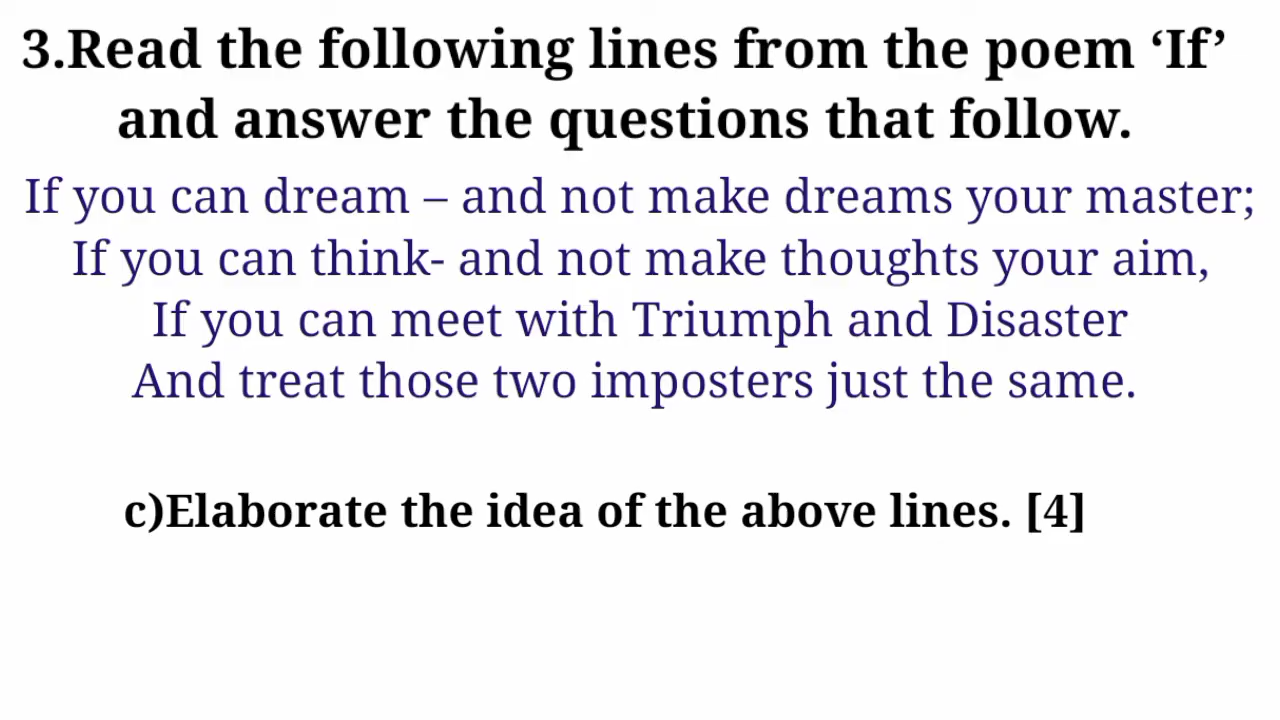 3.Read the following lines from the poem ‘If’
and answer the questions that follow.
If you can dream – and not make dreams your master;
If you can think- and not make thoughts your aim,
If you can meet with Triumph and Disaster
And treat those two imposters just the same.
c)Elaborate the idea of the above lines. [4]